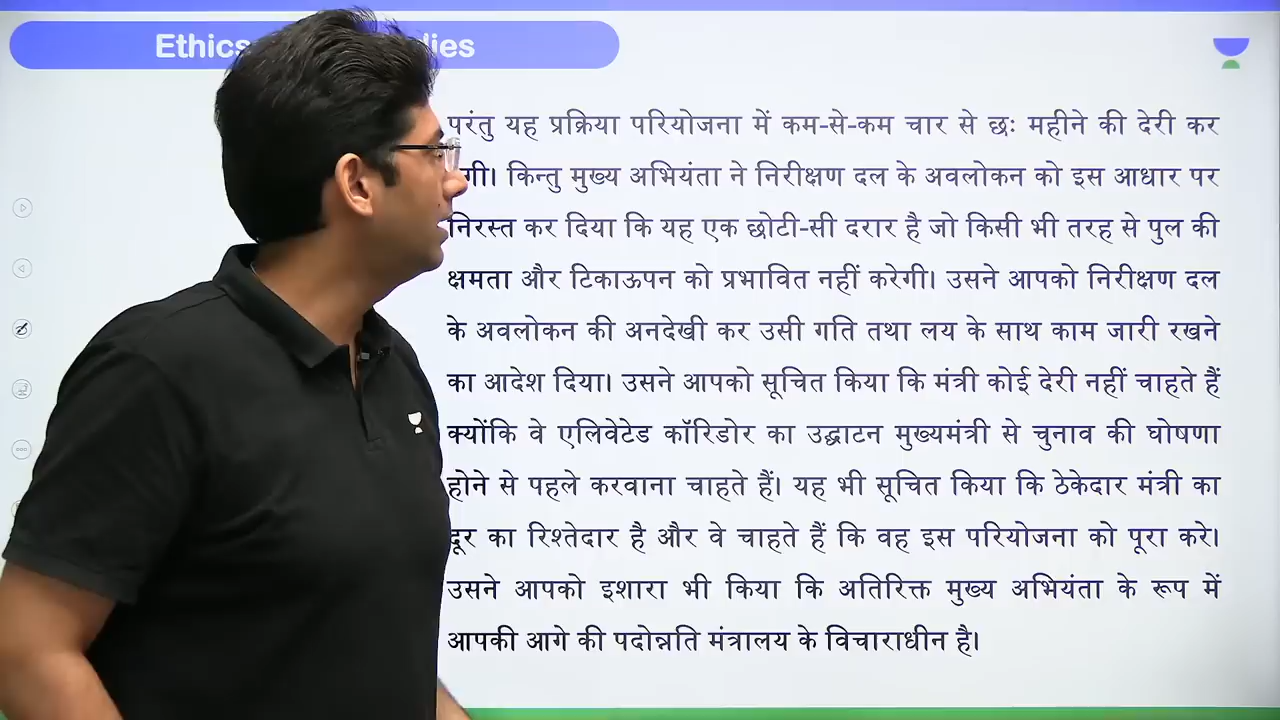 परंतु यह प्रक्रिया परियोजना में कम-से-कम चार से छः महीने की देरी कर
किन्तु मुख्य अभियंता ने निरीक्षण दल के अवलोकन को इस आधार पर
निरस्त कर दिया कि यह एक छोटी-सी दरार है जो किसी भी तरह से पुल की
क्षमता और टिकाऊपन को प्रभावित नहीं करेगी। उसने आपको निरीक्षण दल
के अवलोकन की अनदेखी कर उसी गति तथा लय के साथ काम जारी रखने
का आदेश दिया। उसने आपको सूचित किया कि मंत्री कोई देरी नहीं चाहते हैं
क्योंकि वे एलिवेटेड कॉरिडोर का उद्घाटन मुख्यमंत्री से चुनाव की घोषणा
होने से पहले करवाना चाहते हैं। यह भी सूचित किया कि ठेकेदार मंत्री का
दूर का रिश्तेदार है और वे चाहते हैं कि वह इस परियोजना को पूरा करे।
उसने आपको इशारा भी किया कि अतिरिक्त मुख्य अभियंता के रूप में
आपकी आगे की पदोन्नति मंत्रालय के विचाराधीन है।